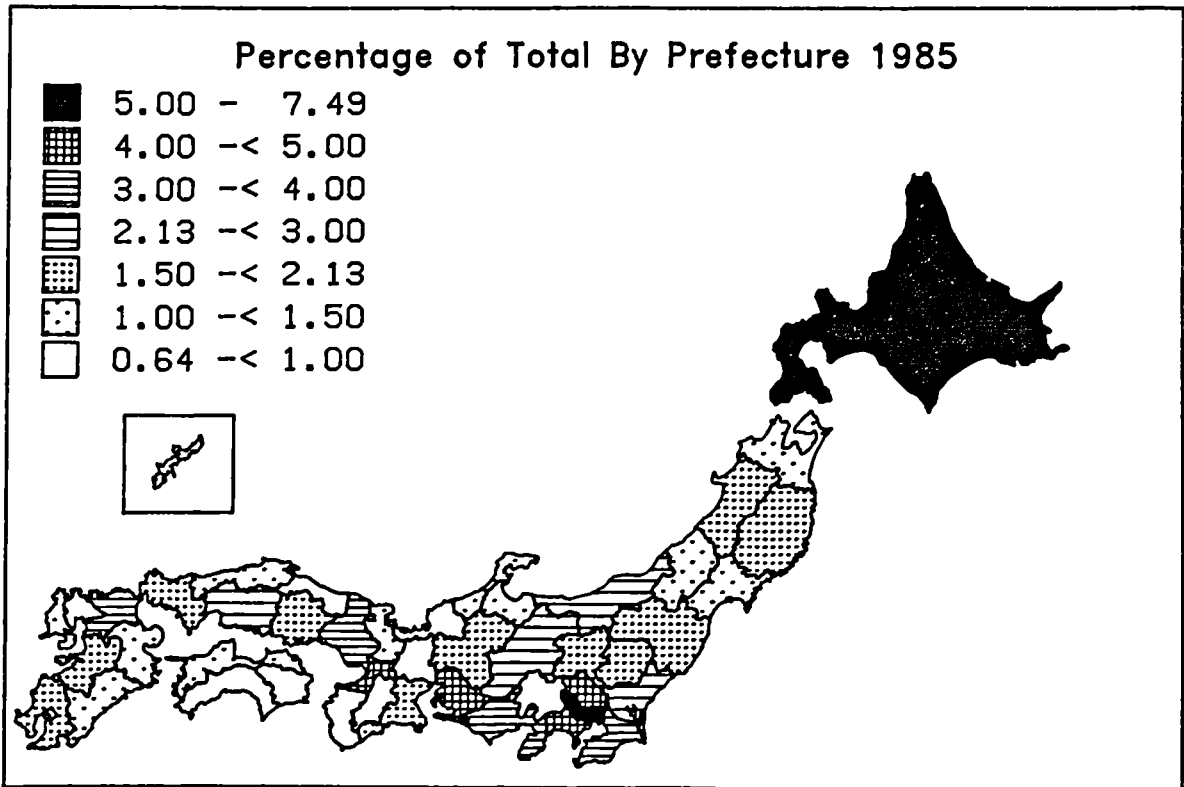 Percentage of Total By Prefecture 1985
5.00 - 7.49
4.00 -< 5.00
3.00 -< 4.00
2.13 -< 3.00
1.50 -< 2.13
1.00 -< 1.50
0.64 -< 1.00